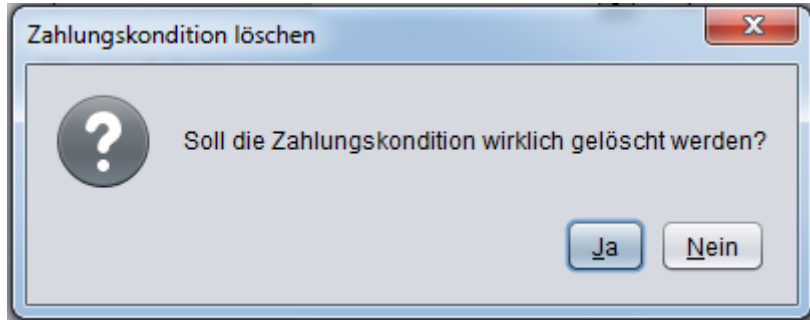 Zahlungskondition löschen
Soll die Zahlungskondition wirklich gelöscht werden?
Ja Nein